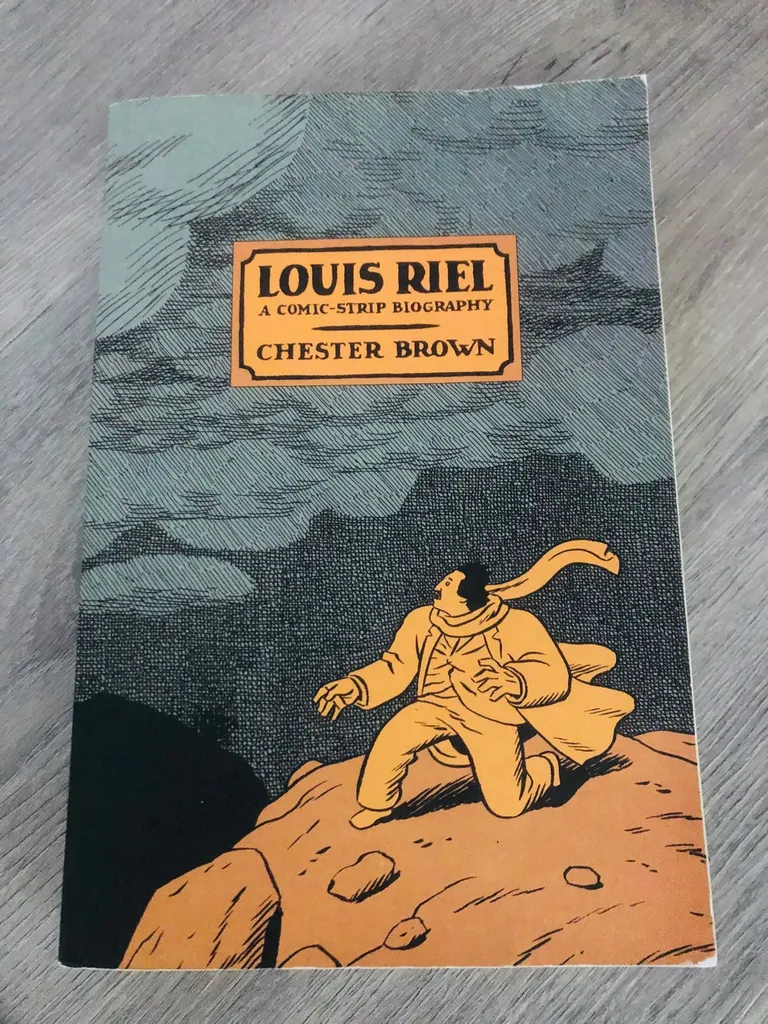 LOUIS RIEL
A COMIC-STRIP BIOGRAPHY
CHESTER BROWN